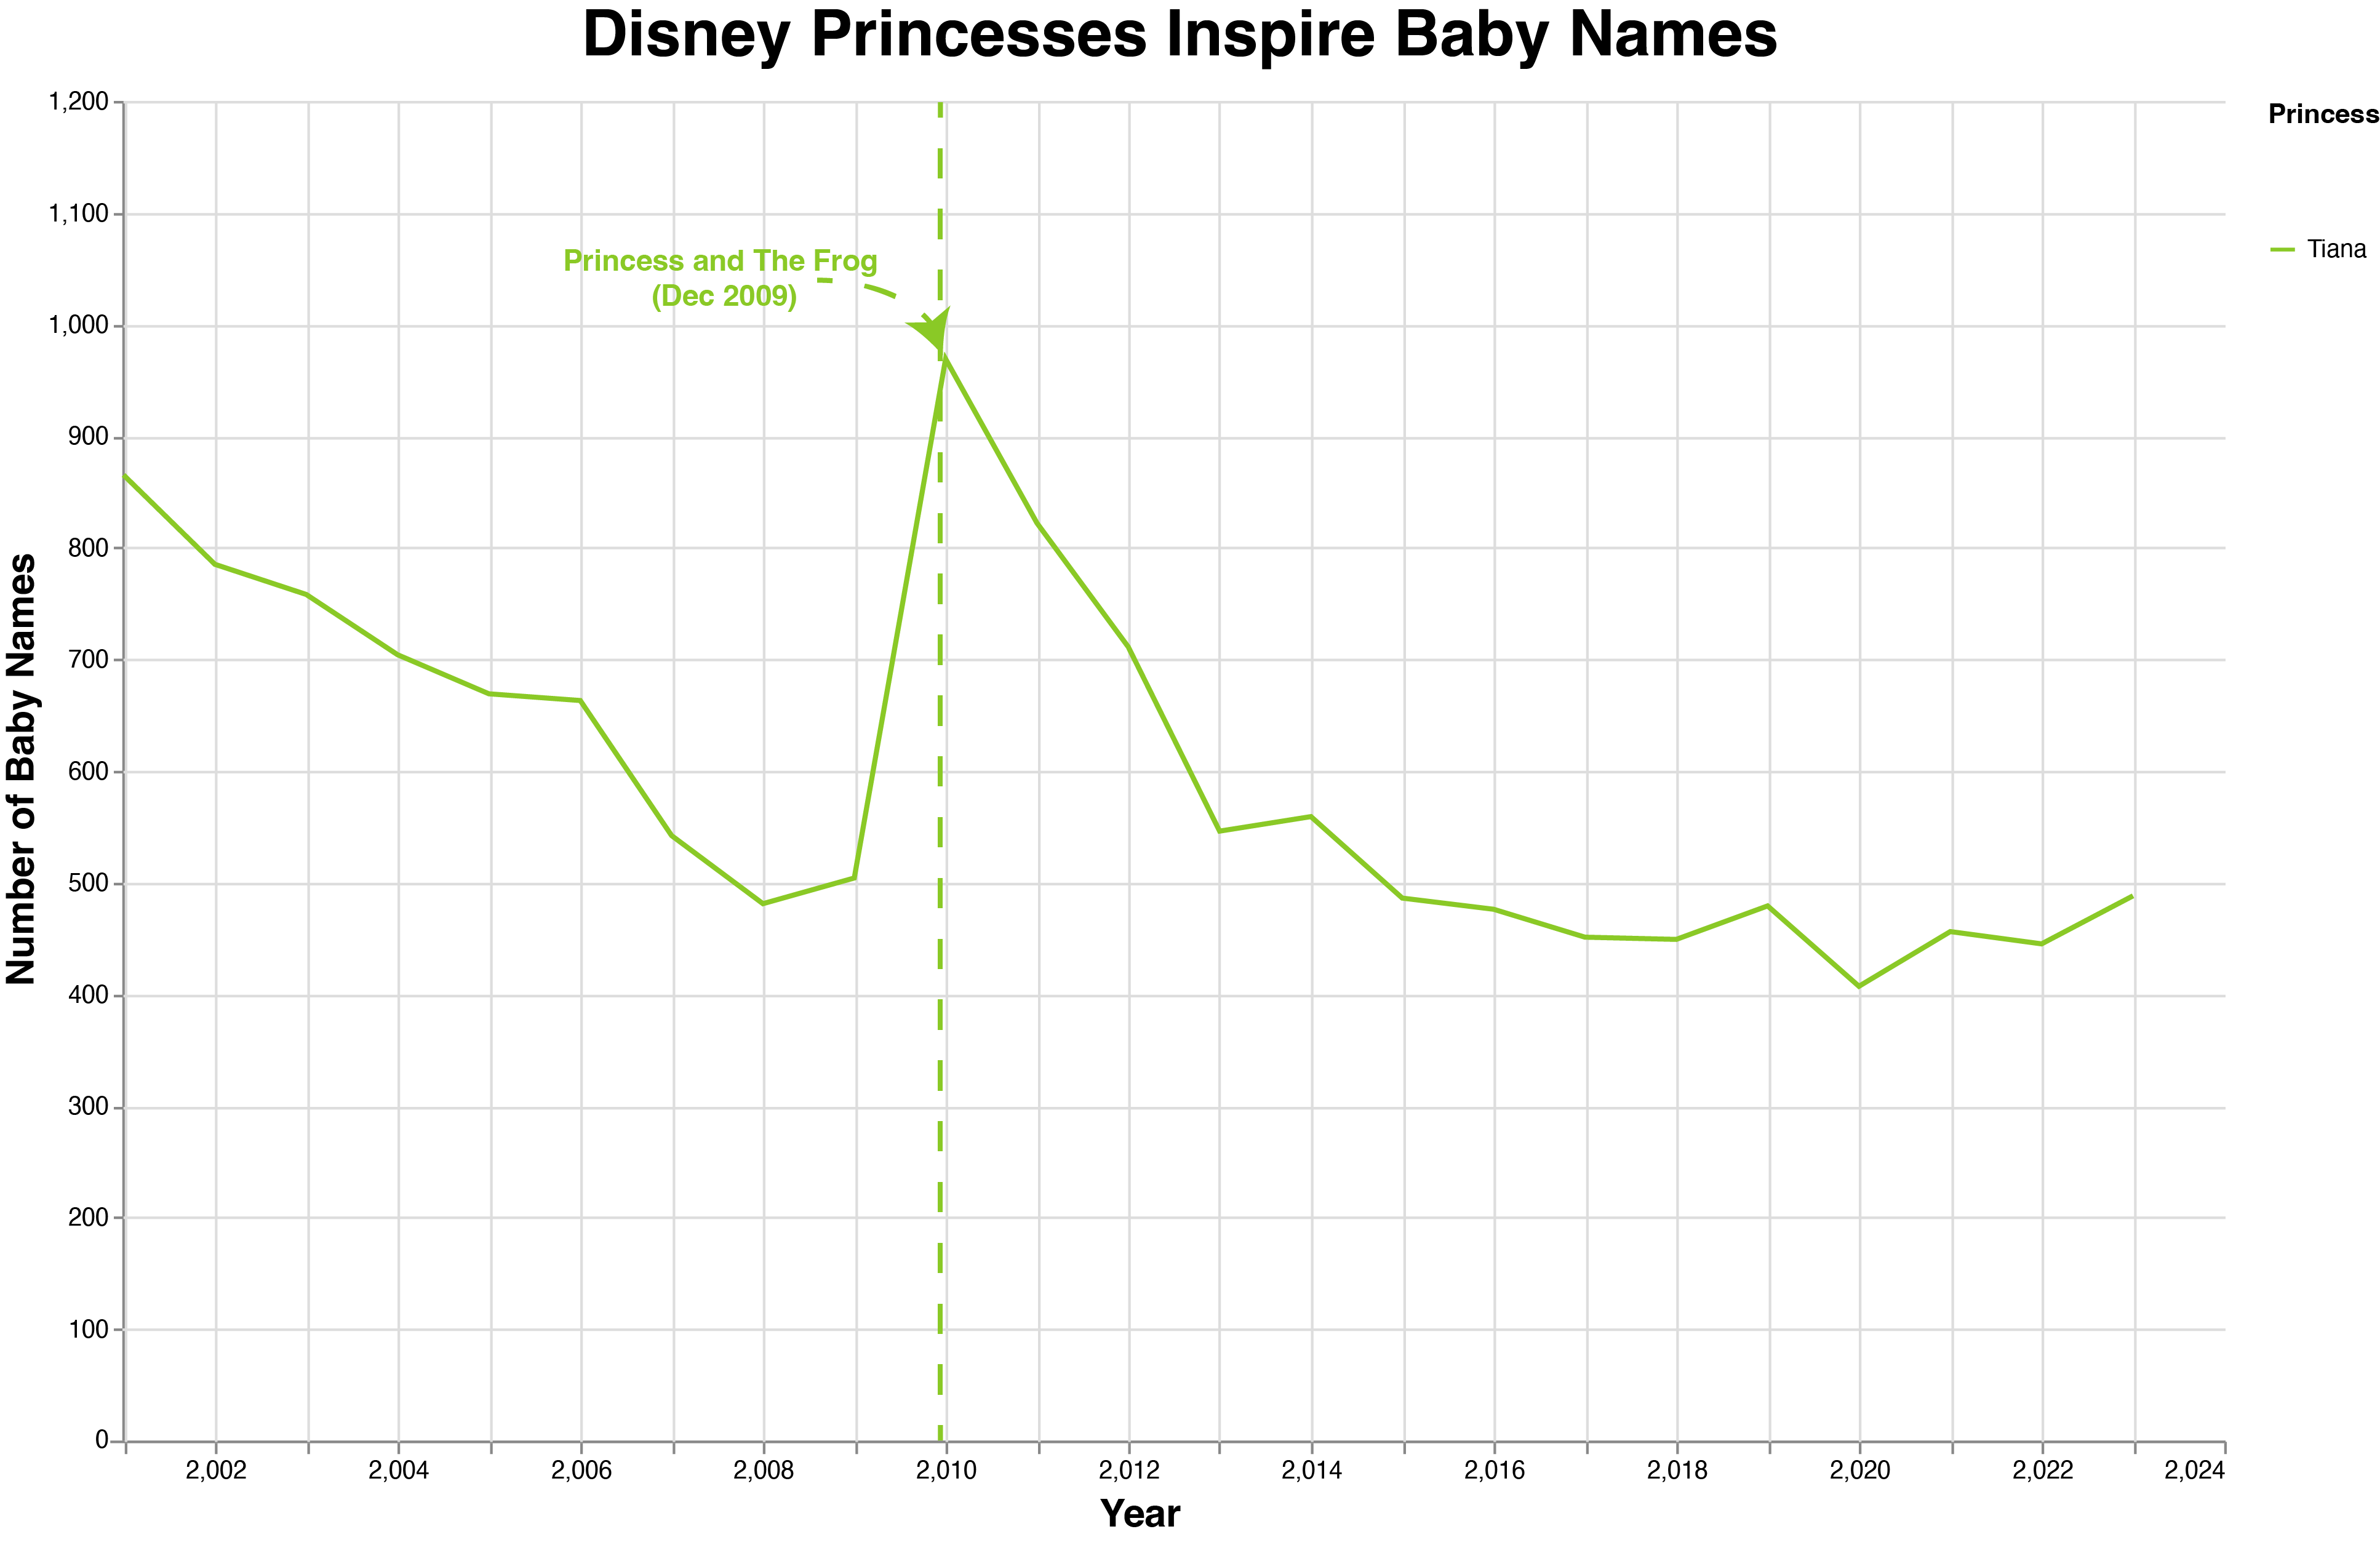 Disney Princesses Inspire Baby Names
Princess
Tiana
Princess and The Frog
(Dec 2009)
Number of Baby Names
1,200
1,100
1,000
900
800
700
600
500
400
300
200
100
0
2,002 2,004 2,006 2,008 2,010 2,012 2,014 2,016 2,018 2,020 2,022 2,024
Year